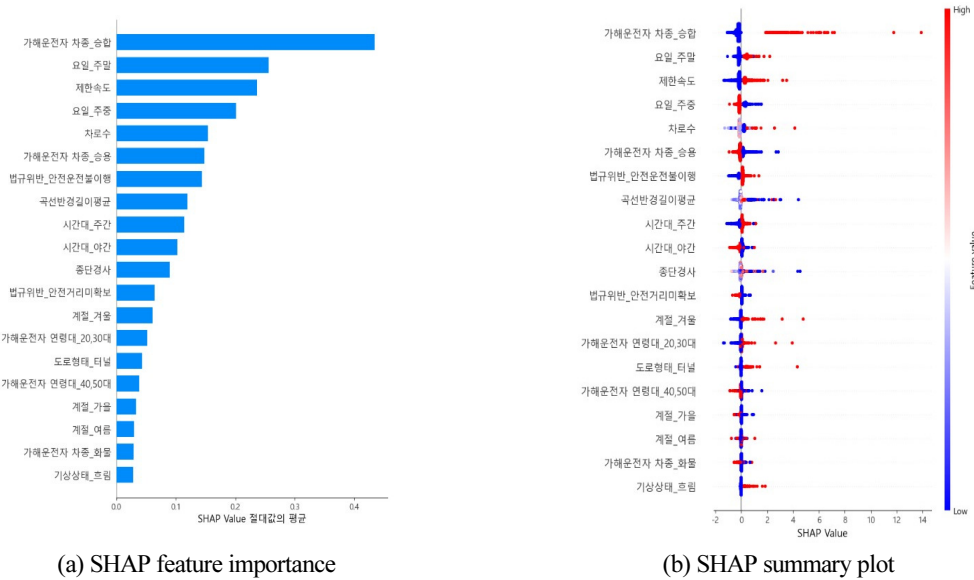 가해운전자 차종_승합
요일_주말
제한속도
요일_주중
차로수
가해운전자 차종_승용
법규위반_안전운전불이행
곡선반경길이평균
시간대_주간
시간대_야간
종단경사
법규위반_안전거리미확보
계절_겨울
가해운전자 연령대_20,30대
도로형태_터널
가해운전자 연령대_40,50대
계절_가을
계절_여름
가해운전자 차종_화물
기상상태_흐림
0.0 0.1 0.2 0.3 0.4
SHAP Value 절대값의 평균
(a) SHAP feature importance
High
가해운전자 차종_승합
요일_주말
제한속도
요일_주중
차로수
가해운전자 차종_승용
법규위반_안전운전불이행
곡선반경길이평균
시간대_주간
시간대_야간
종단경사
법규위반_안전거리미확보
계절_겨울
가해운전자 연령대_20,30대
도로형태_터널
가해운전자 연령대_40,50대
계절_가을
계절_여름
가해운전자 차종_화물
기상상태_흐림
Low
-2 0 2 4 6 8 10 12 14
SHAP Value
Feature value
(b) SHAP summary plot